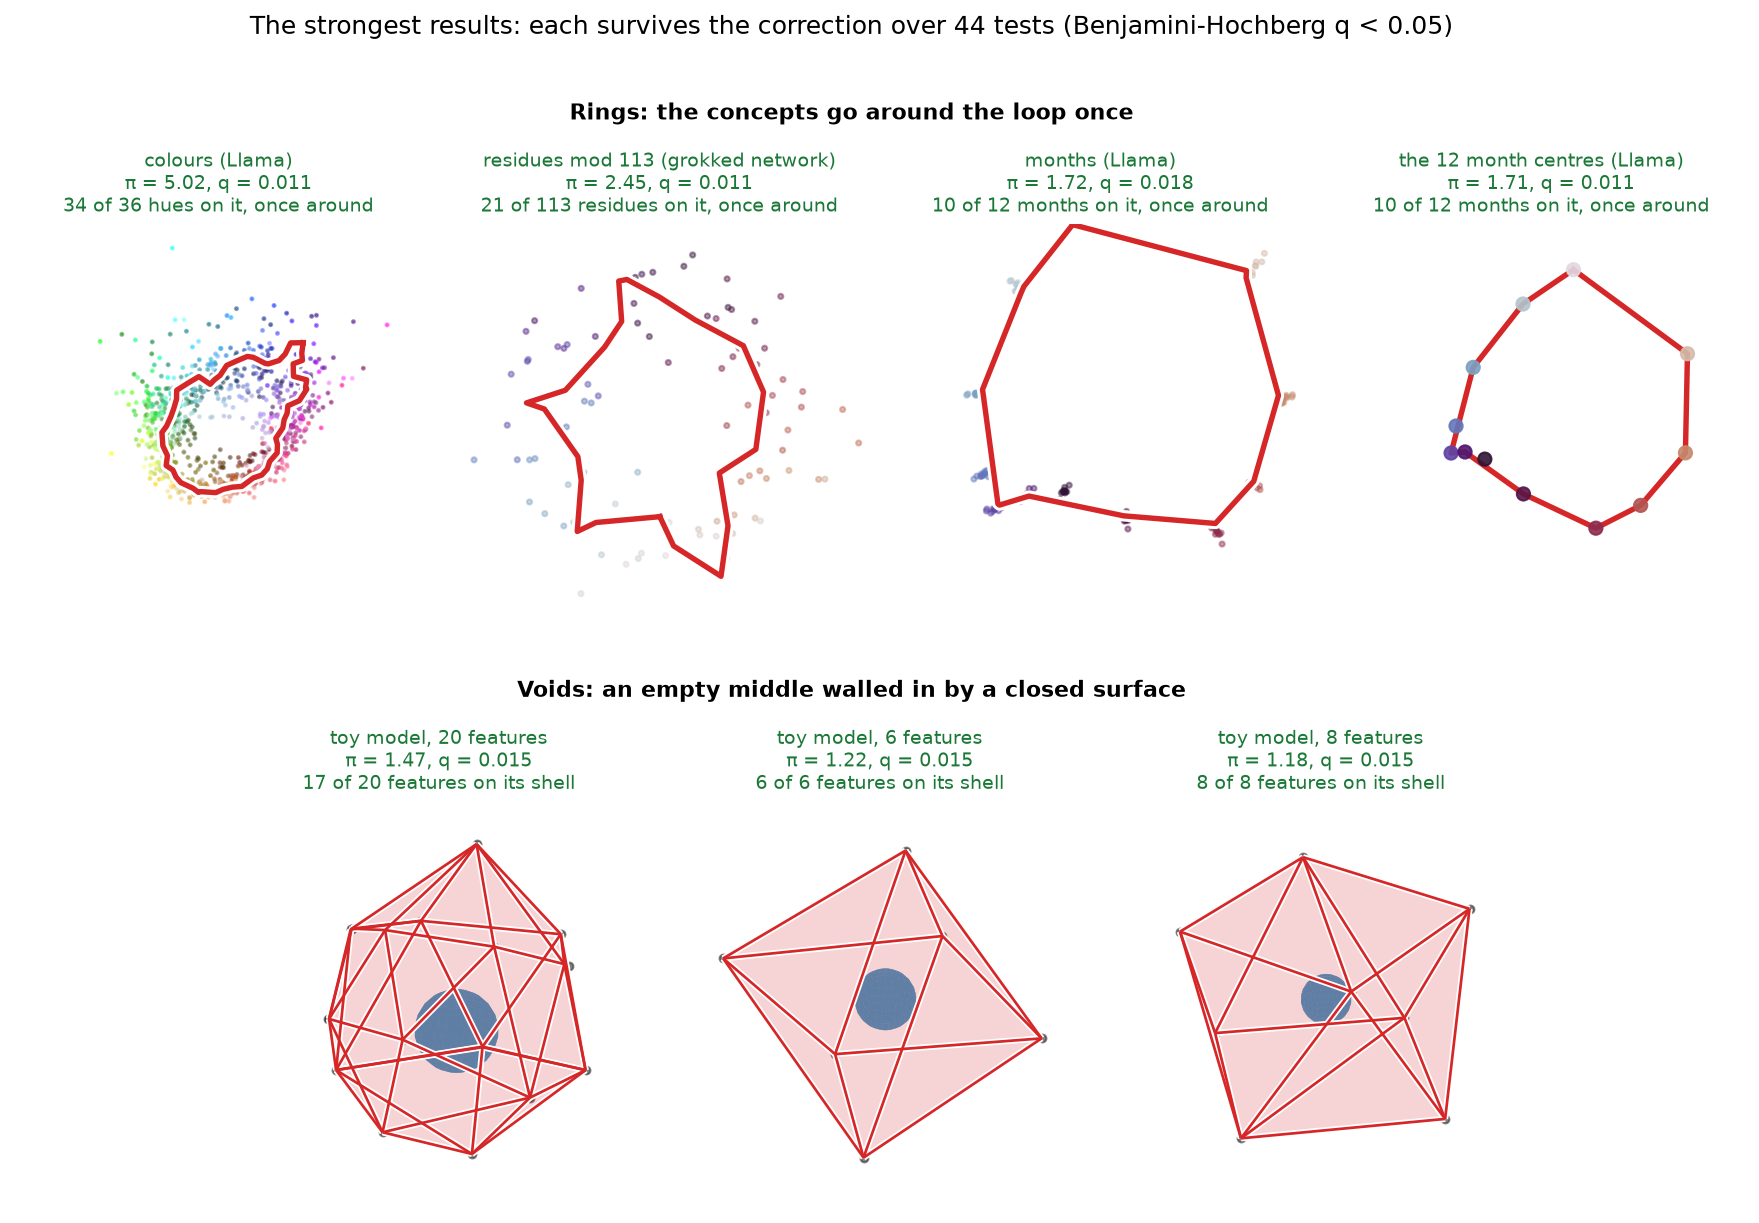 The strongest results: each survives the correction over 44 tests (Benjamini-Hochberg q < 0.05)
Rings: the concepts go around the loop once
colours (Llama)
π = 5.02, q = 0.011
34 of 36 hues on it, once around
residues mod 113 (grokked network)
π = 2.45, q = 0.011
21 of 113 residues on it, once around
months (Llama)
π = 1.72, q = 0.018
10 of 12 months on it, once around
the 12 month centres (Llama)
π = 1.71, q = 0.011
10 of 12 months on it, once around
Voids: an empty middle walled in by a closed surface
toy model, 20 features
π = 1.47, q = 0.015
17 of 20 features on its shell
toy model, 6 features
π = 1.22, q = 0.015
6 of 6 features on its shell
toy model, 8 features
π = 1.18, q = 0.015
8 of 8 features on its shell